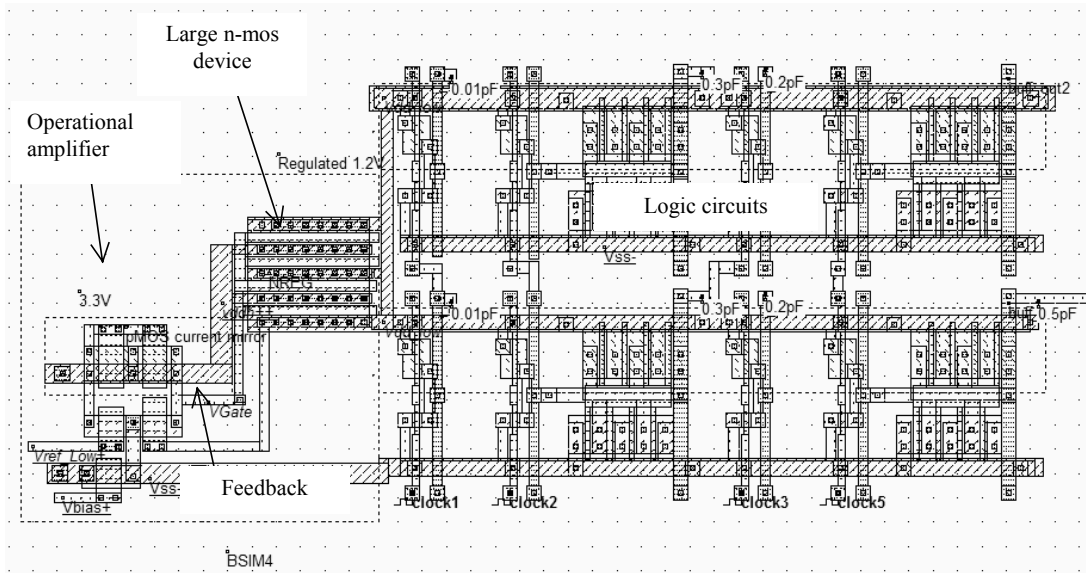 Large n-mos
device
Operational
amplifier
0.01pF
0.3pF
0.2pF
Regulated 1.2V
Logic circuits
Vss-
NREG
3.3V
Vdd5++
0.01pF
0.3pF
0.2pF
0.5pF
pMOS current mirror
VGate
Vref_Low+
Feedback
Vss-
Vbias+
clock1
clock2
clock3
clock5
BSIM4